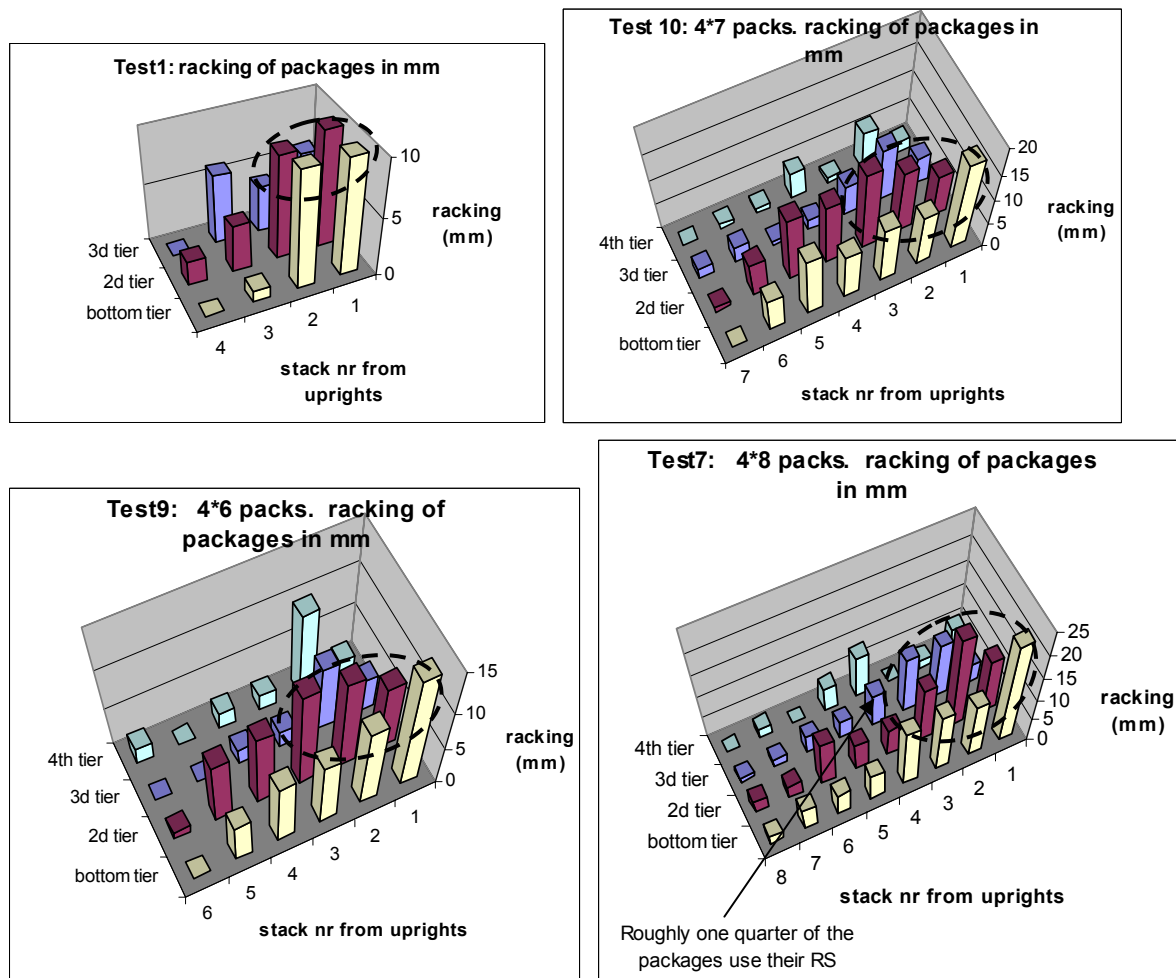 Test1: racking of packages in mm
10
5
0
racking
(mm)
3d tier
2d tier
bottom tier
4
3
2
1
stack nr from
uprights
Test 10: 4*7 packs. racking of packages in
mm
20
15
10
5
0
racking
(mm)
4th tier
3d tier
2d tier
bottom tier
7
6
5
4
3
2
1
stack nr from uprights
Test9: 4*6 packs. racking of
packages in mm
15
10
5
0
racking
(mm)
4th tier
3d tier
2d tier
bottom tier
6
5
4
3
2
1
stack nr from uprights
Test7: 4*8 packs. racking of packages
in mm
25
20
15
10
5
0
racking
(mm)
4th tier
3d tier
2d tier
bottom tier
8
7
6
5
4
3
2
1
stack nr from uprights
Roughly one quarter of the
packages use their RS